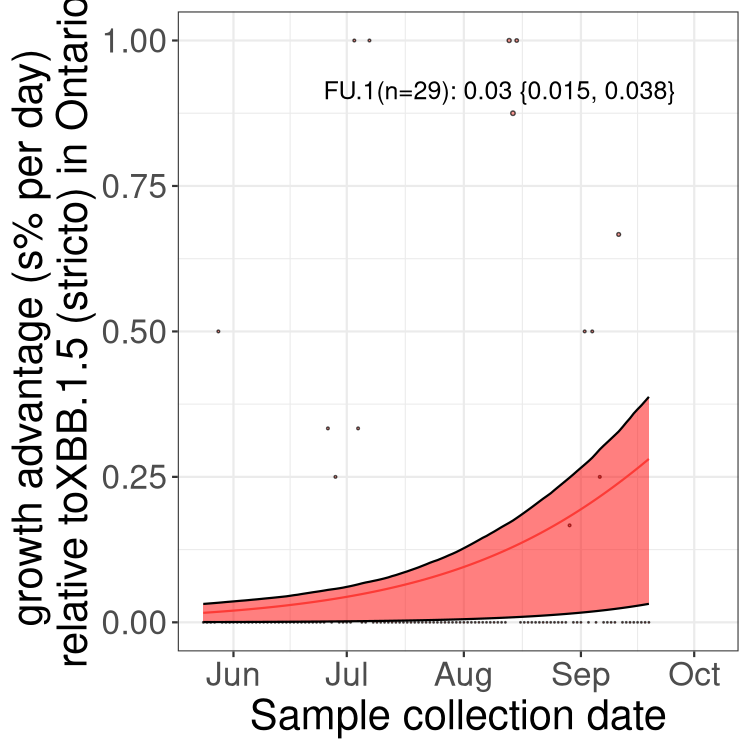 growth advantage (s% per day)
relative toXBB.1.5 (stricto) in Ontario
1.00
0.75
0.50
0.25
0.00
FU.1(n=29): 0.03 {0.015, 0.038}
Jun Jul Aug Sep Oct
Sample collection date